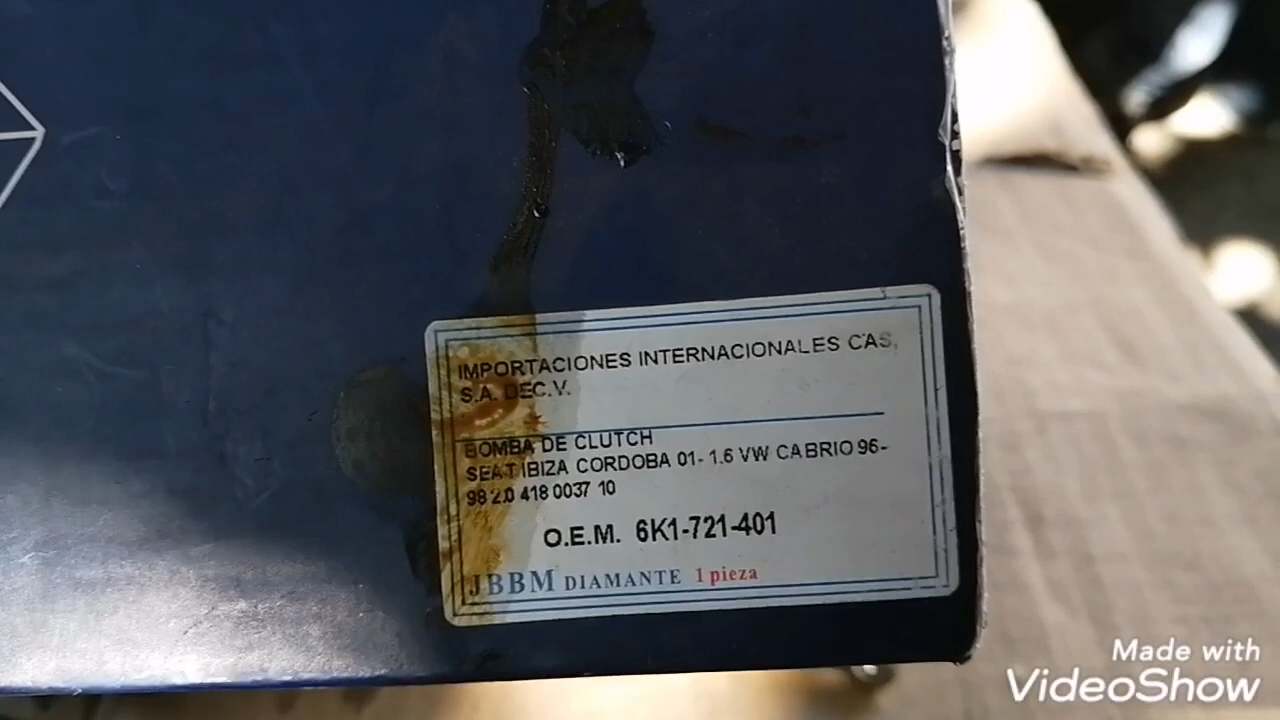 IMPORTACIONES INTERNACIONALES CAS,
S.A. DEC.V.
BOMBA DE CLUTCH
SEAT IBIZA CORDOBA 01- 1.6 VW CABRIO 96-
98 2.0 418 0037 10
O.E.M. 6K1-721-401
JBBM DIAMANTE 1 pieza
Made with
VideoShow